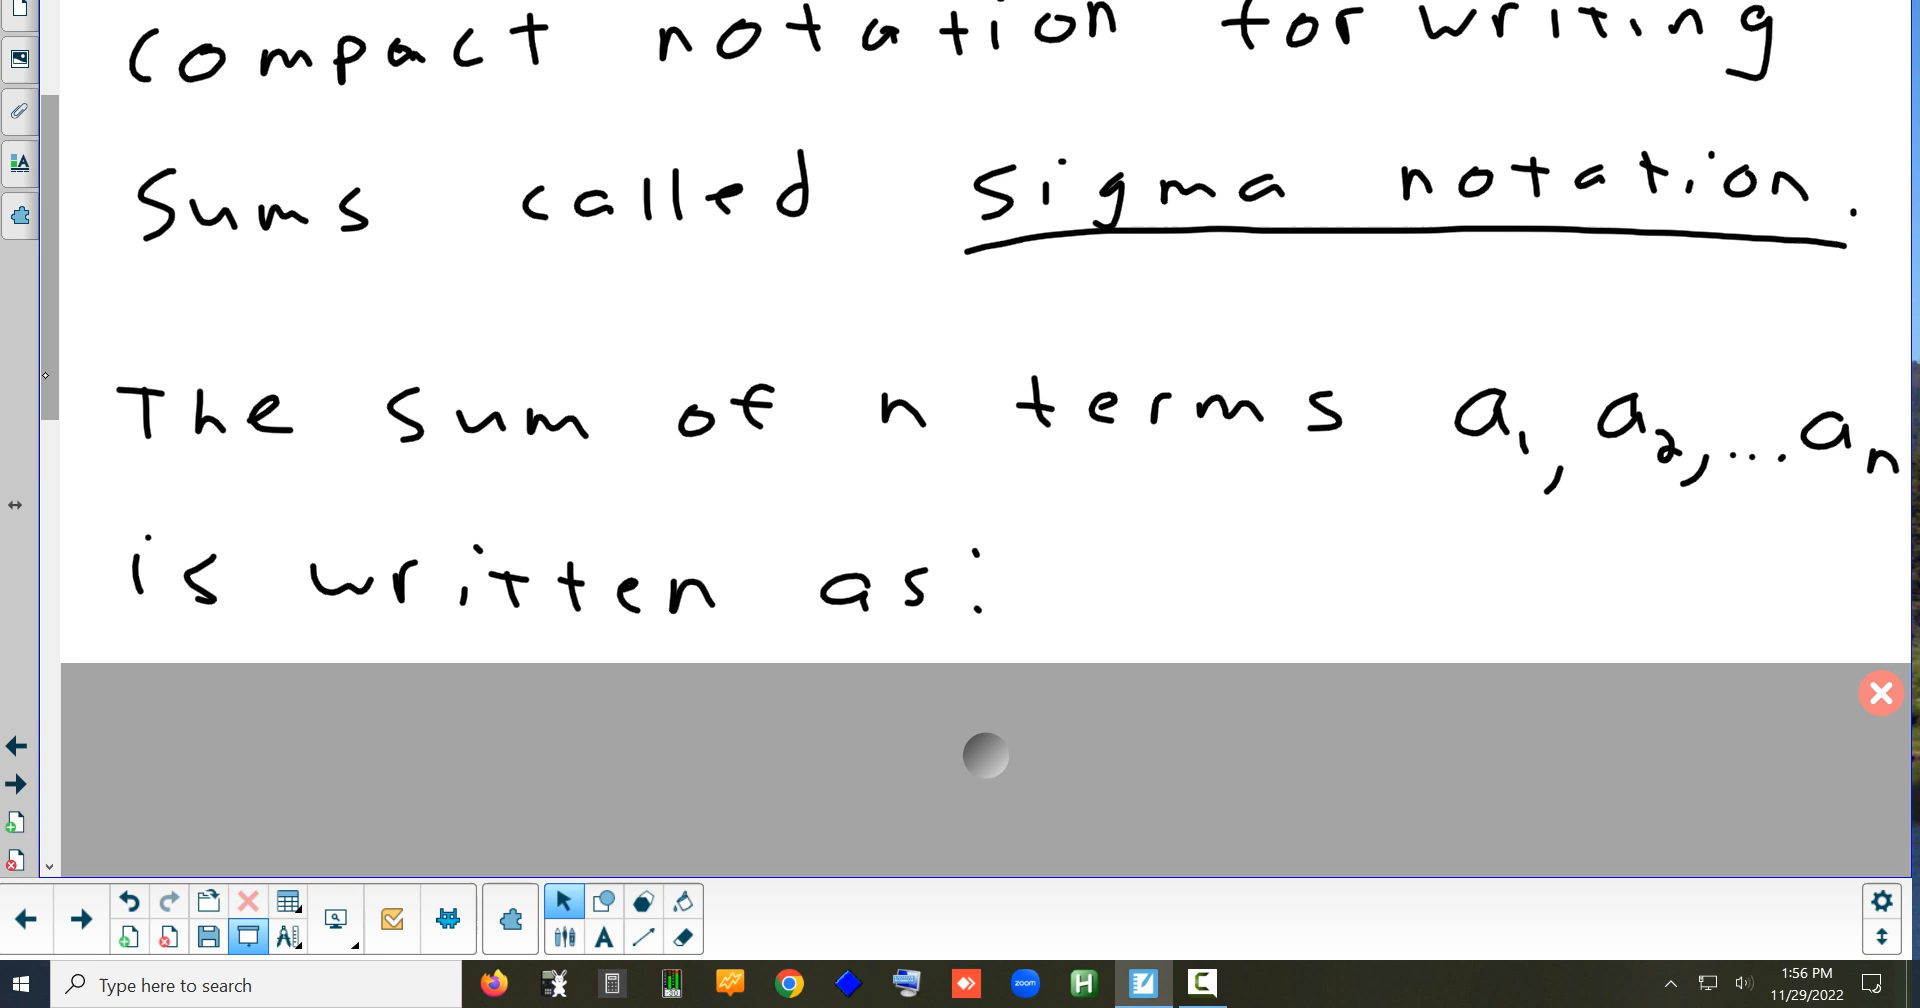 compact notation for writing
Sums called sigma notation.
The sum of n terms a₁, a₂, ... aₙ
is written as:
Type here to search
zoom
1:56 PM
11/29/2022